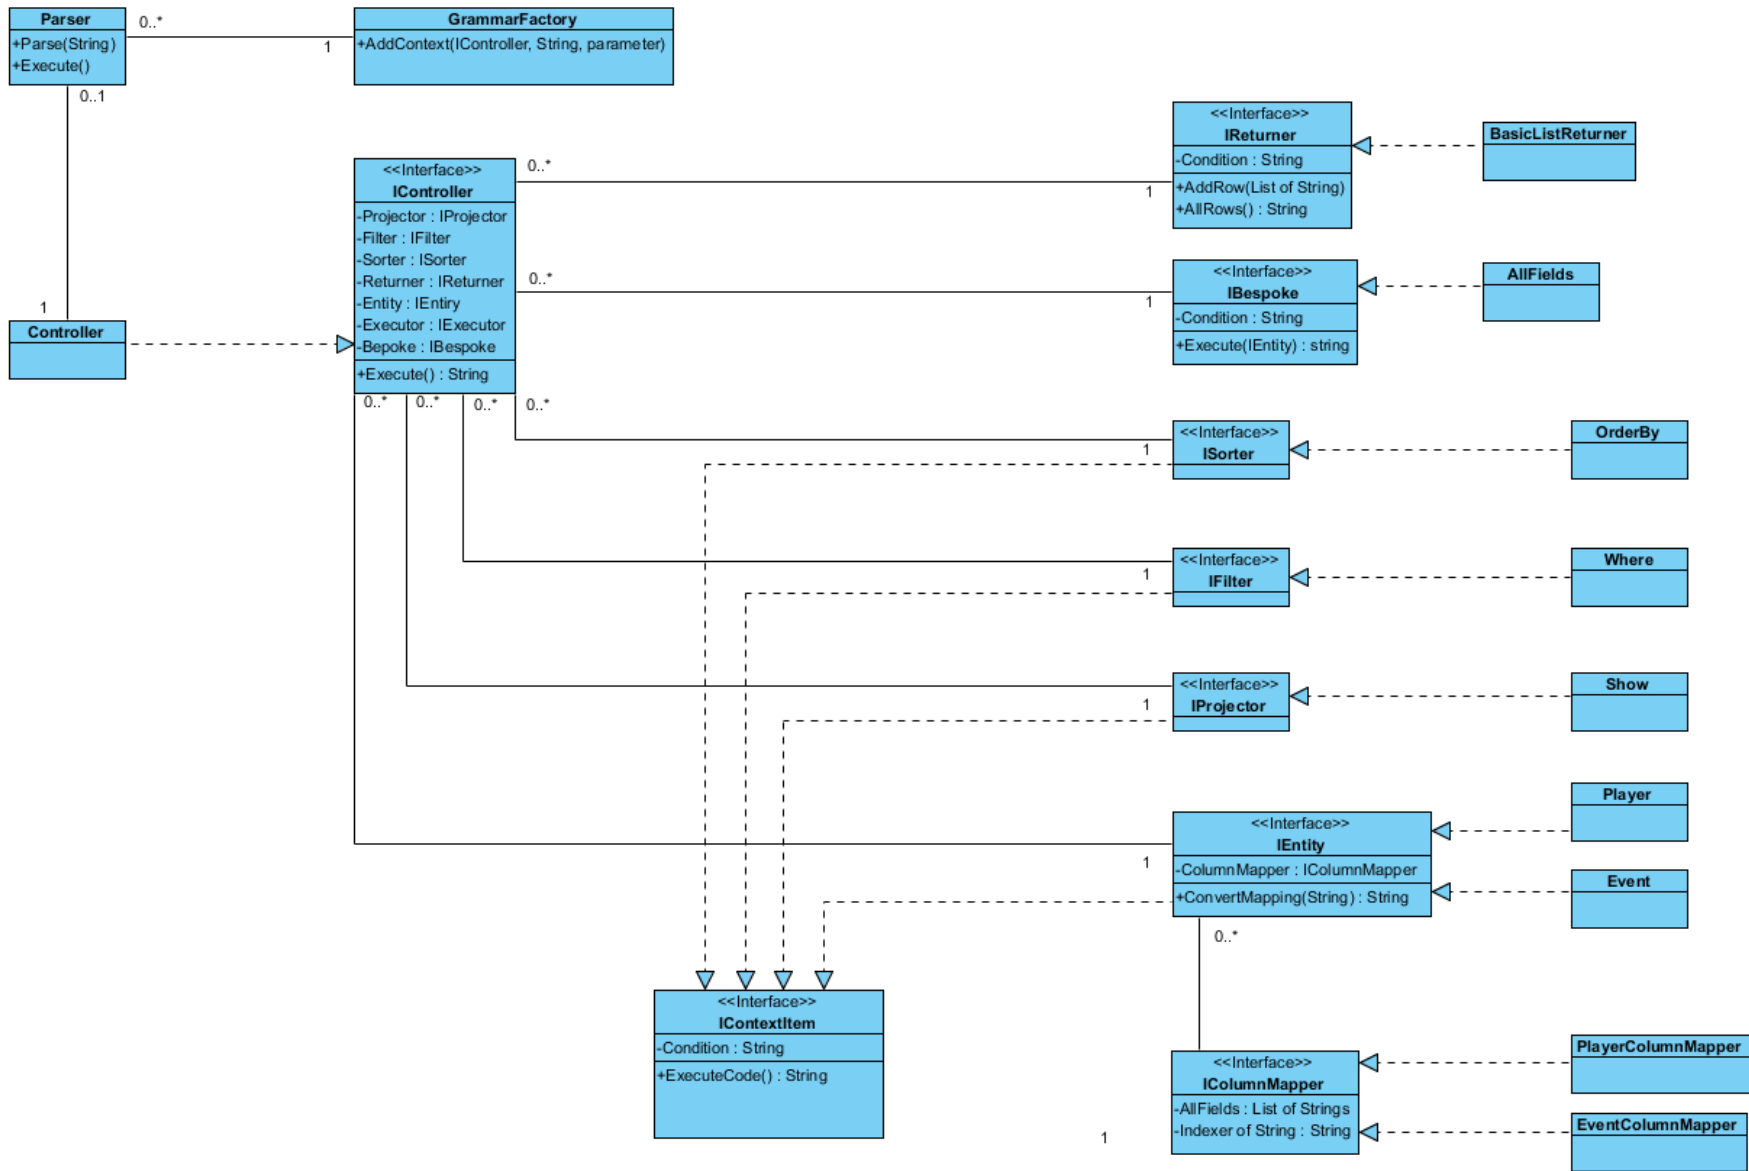 Parser
+Parse(String)
+Execute()
0..*
1
GrammarFactory
+AddContext(IController, String, parameter)
0..1
1
Controller
<<Interface>>
IController
-Projector : IProjector
-Filter : IFilter
-Sorter : ISorter
-Returner : IReturner
-Entity : IEntiry
-Executor : IExecutor
-Bepoke : IBespoke
+Execute() : String
0..*
1
<<Interface>>
IReturner
-Condition : String
+AddRow(List of String)
+AllRows() : String
BasicListReturner
0..*
1
<<Interface>>
IBespoke
-Condition : String
+Execute(IEntity) : string
AllFields
0..*
0..*
0..*
0..*
1
<<Interface>>
ISorter
OrderBy
1
<<Interface>>
IFilter
Where
1
<<Interface>>
IProjector
Show
1
<<Interface>>
IEntity
-ColumnMapper : IColumnMapper
+ConvertMapping(String) : String
Player
Event
0..*
<<Interface>>
IContextItem
-Condition : String
+ExecuteCode() : String
1
<<Interface>>
IColumnMapper
-AllFields : List of Strings
-Indexer of String : String
PlayerColumnMapper
EventColumnMapper